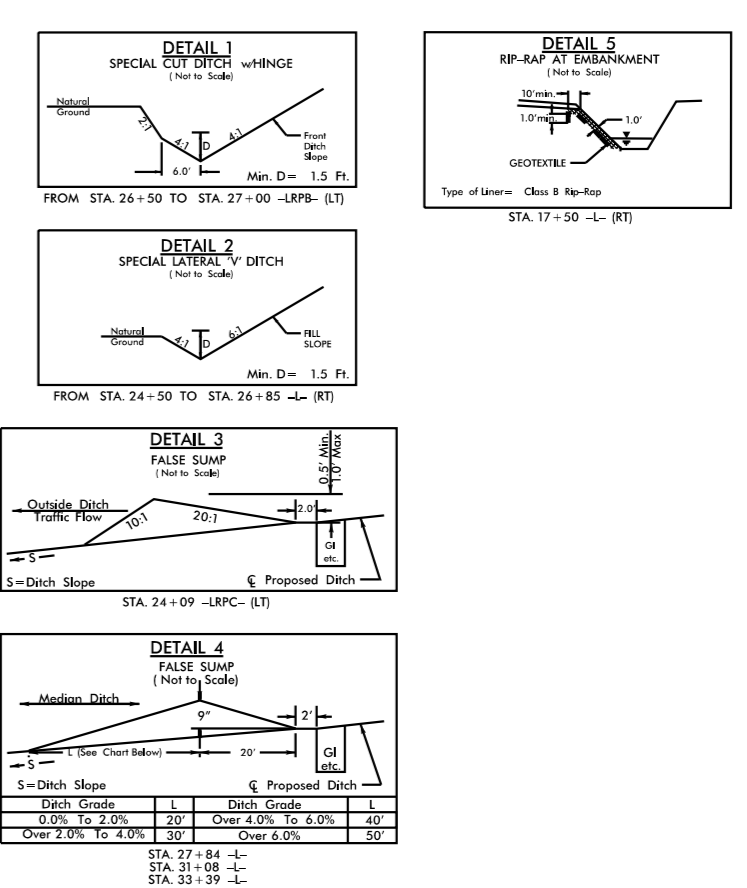 DETAIL 1
SPECIAL CUT DITCH w/HINGE
( Not to Scale)
Natural
Ground
2:1
4:1
D
4:1
Front
Ditch
Slope
6.0'
Min. D = 1.5 Ft.
FROM STA. 26+50 TO STA. 27+00 -LRPB- (LT)
DETAIL 2
SPECIAL LATERAL 'V' DITCH
( Not to Scale)
Natural
Ground
4:1
D
6:1
FILL
SLOPE
Min. D = 1.5 Ft.
FROM STA. 24+50 TO STA. 26+85 -L- (RT)
DETAIL 3
FALSE SUMP
( Not to Scale)
0.5' Min.
1.0' Max
Outside Ditch
Traffic Flow
10:1
20:1
2.0'
GI
etc.
S
S=Ditch Slope
℄ Proposed Ditch
STA. 24+09 -LRPC- (LT)
DETAIL 4
FALSE SUMP
( Not to Scale)
Median Ditch
9"
2'
L (See Chart Below)
20'
GI
etc.
S
S=Ditch Slope
℄ Proposed Ditch
Ditch Grade L Ditch Grade L
0.0% To 2.0% 20' Over 4.0% To 6.0% 40'
Over 2.0% To 4.0% 30' Over 6.0% 50'
STA. 27+84 -L-
STA. 31+08 -L-
STA. 33+39 -L-
DETAIL 5
RIP-RAP AT EMBANKMENT
( Not to Scale)
10'min.
1.0'min.
1.0'
GEOTEXTILE
Type of Liner= Class B Rip-Rap
STA. 17+50 -L- (RT)